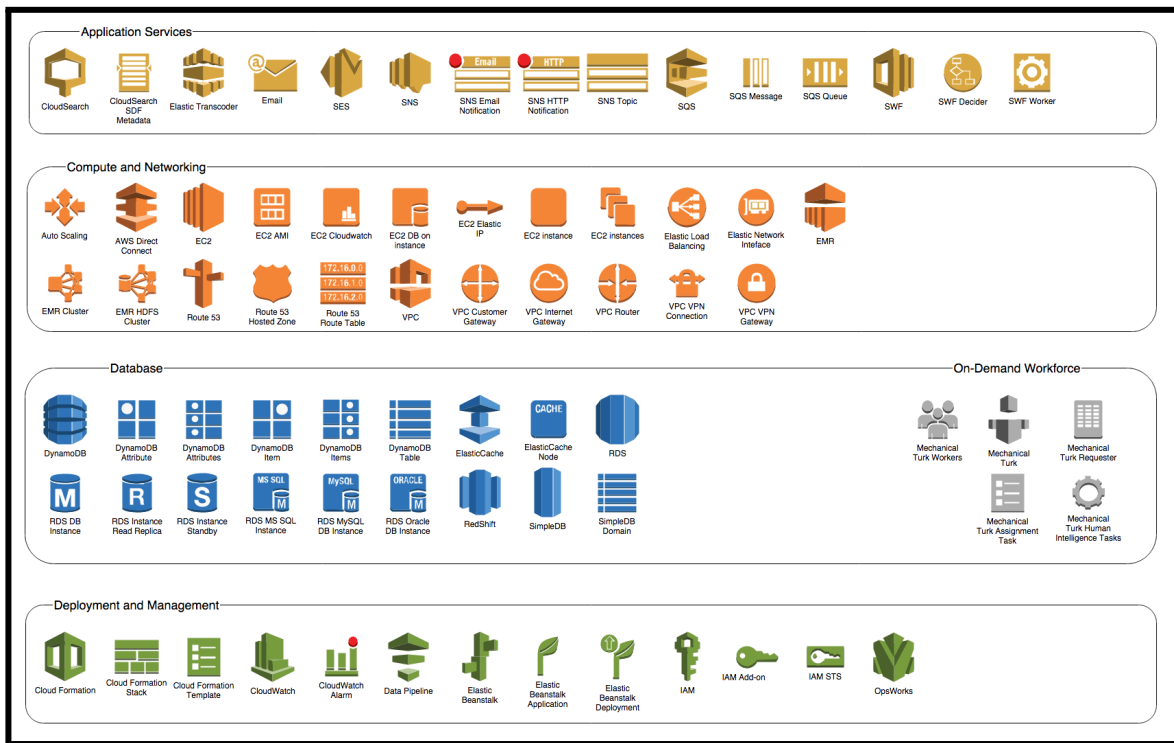 Application Services
CloudSearch
CloudSearch
SDF
Metadata
Elastic Transcoder
@
Email
SES
SNS
Email
SNS Email
Notification
HTTP
SNS HTTP
Notification
SNS Topic
SQS
SQS Message
SQS Queue
SWF
SWF Decider
SWF Worker
Compute and Networking
Auto Scaling
AWS Direct
Connect
EC2
EC2 AMI
EC2 Cloudwatch
EC2 DB on
instance
EC2 Elastic
IP
EC2 instance
EC2 instances
Elastic Load
Balancing
Elastic Network
Inteface
EMR
EMR Cluster
EMR HDFS
Cluster
Route 53
Route 53
Hosted Zone
172.16.0.0
172.16.1.0
172.16.2.0
Route 53
Route Table
VPC
VPC Customer
Gateway
VPC Internet
Gateway
VPC Router
VPC VPN
Connection
VPC VPN
Gateway
Database
DynamoDB
DynamoDB
Attribute
DynamoDB
Attributes
DynamoDB
Item
DynamoDB
Items
DynamoDB
Table
ElasticCache
CACHE
ElasticCache
Node
RDS
M
RDS DB
Instance
R
RDS Instance
Read Replica
S
RDS Instance
Standby
MS SQL
M
RDS MS SQL
Instance
MySQL
M
RDS MySQL
DB Instance
ORACLE
M
RDS Oracle
DB Instance
RedShift
SimpleDB
SimpleDB
Domain
On-Demand Workforce
Mechanical
Turk Workers
Mechanical
Turk
Mechanical
Turk Requester
Mechanical
Turk Assignment
Task
Mechanical
Turk Human
Intelligence Tasks
Deployment and Management
Cloud Formation
Cloud Formation
Stack
Cloud Formation
Template
CloudWatch
CloudWatch
Alarm
Data Pipeline
Elastic
Beanstalk
Elastic
Beanstalk
Application
Elastic
Beanstalk
Deployment
IAM
IAM Add-on
IAM STS
OpsWorks